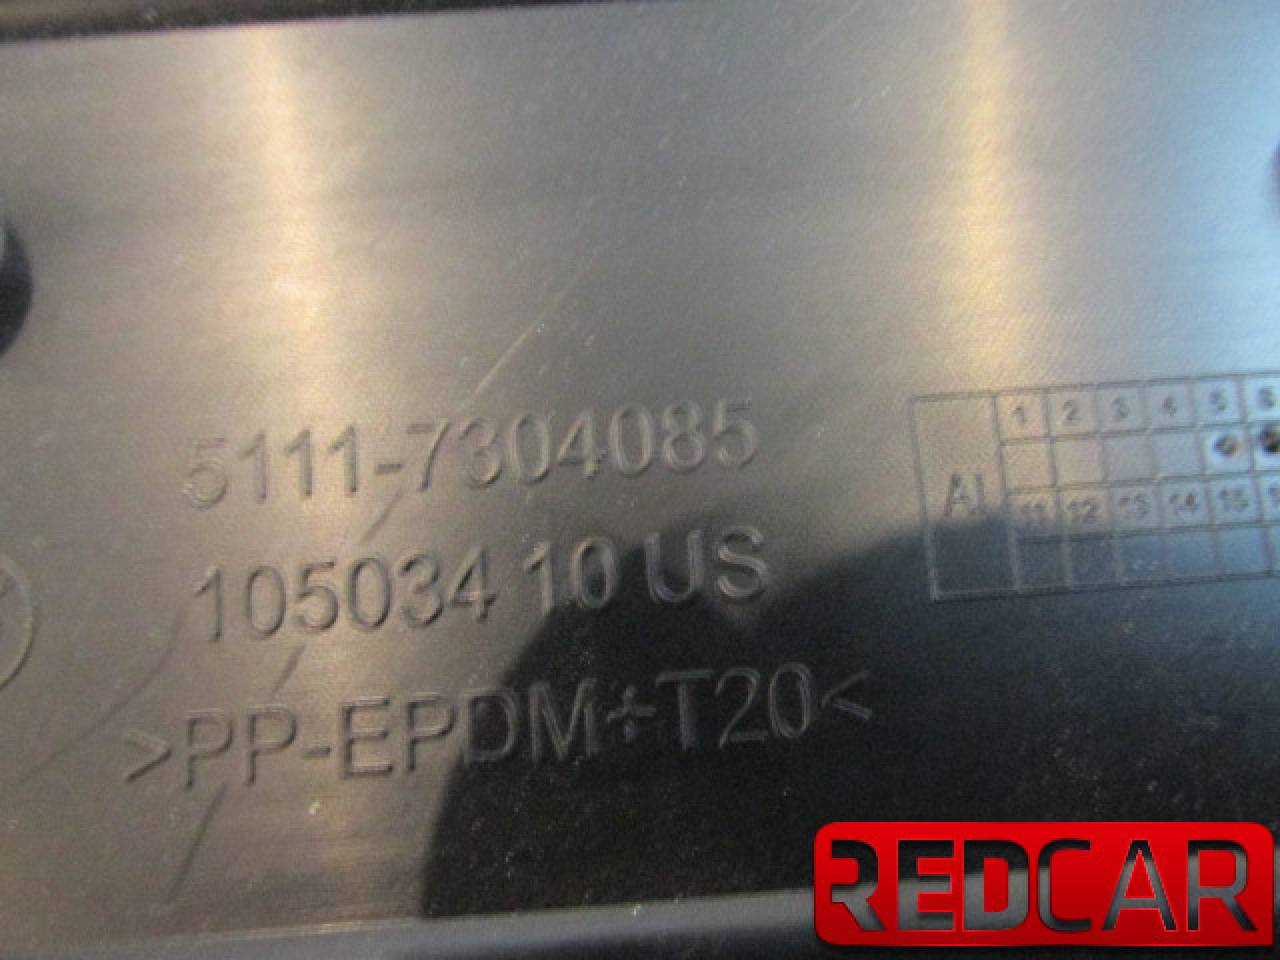 5111-7304085
105034 10 US
>PP-EPDM+T20<
AI 1 2 3 4 5 6
11 12 13 14 15
REDCAR